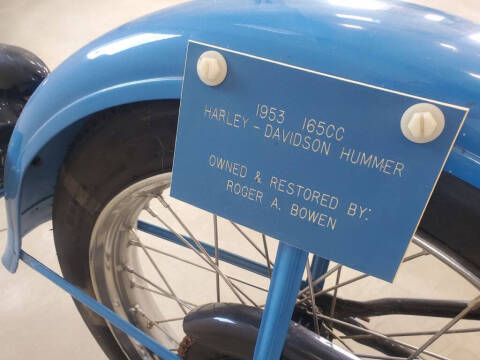 1953 165CC
HARLEY-DAVIDSON HUMMER
OWNED & RESTORED BY:
ROGER A. BOWEN